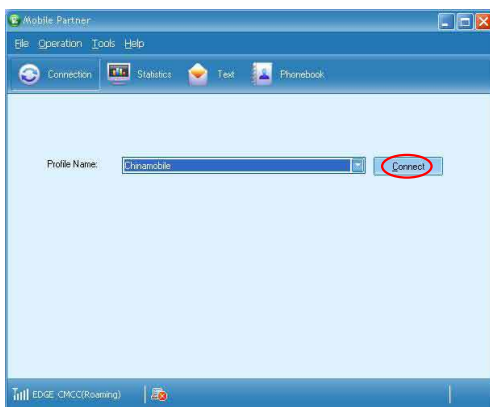 Mobile Partner
File Operation Tools Help
Connection Statistics Text Phonebook
Profile Name: Chinamobile Connect
EDGE CMCC(Roaming)